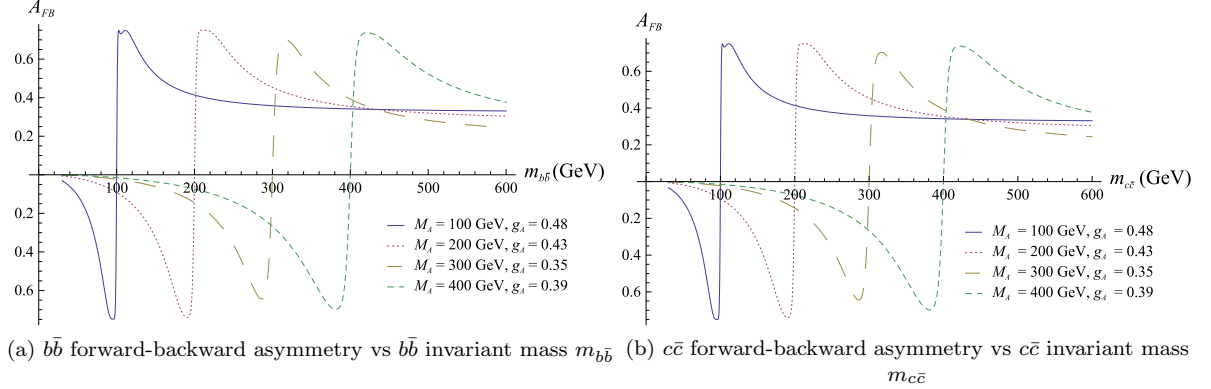 A_FB
0.6
0.4
0.2
100 200 300 400 500 600
m_bb̄ (GeV)
0.2
0.4
0.6
M_A = 100 GeV, g_A = 0.48
M_A = 200 GeV, g_A = 0.43
M_A = 300 GeV, g_A = 0.35
M_A = 400 GeV, g_A = 0.39
(a) bb̄ forward-backward asymmetry vs bb̄ invariant mass m_bb̄
A_FB
0.6
0.4
0.2
100 200 300 400 500 600
m_cc̄ (GeV)
0.2
0.4
0.6
M_A = 100 GeV, g_A = 0.48
M_A = 200 GeV, g_A = 0.43
M_A = 300 GeV, g_A = 0.35
M_A = 400 GeV, g_A = 0.39
(b) cc̄ forward-backward asymmetry vs cc̄ invariant mass
m_cc̄